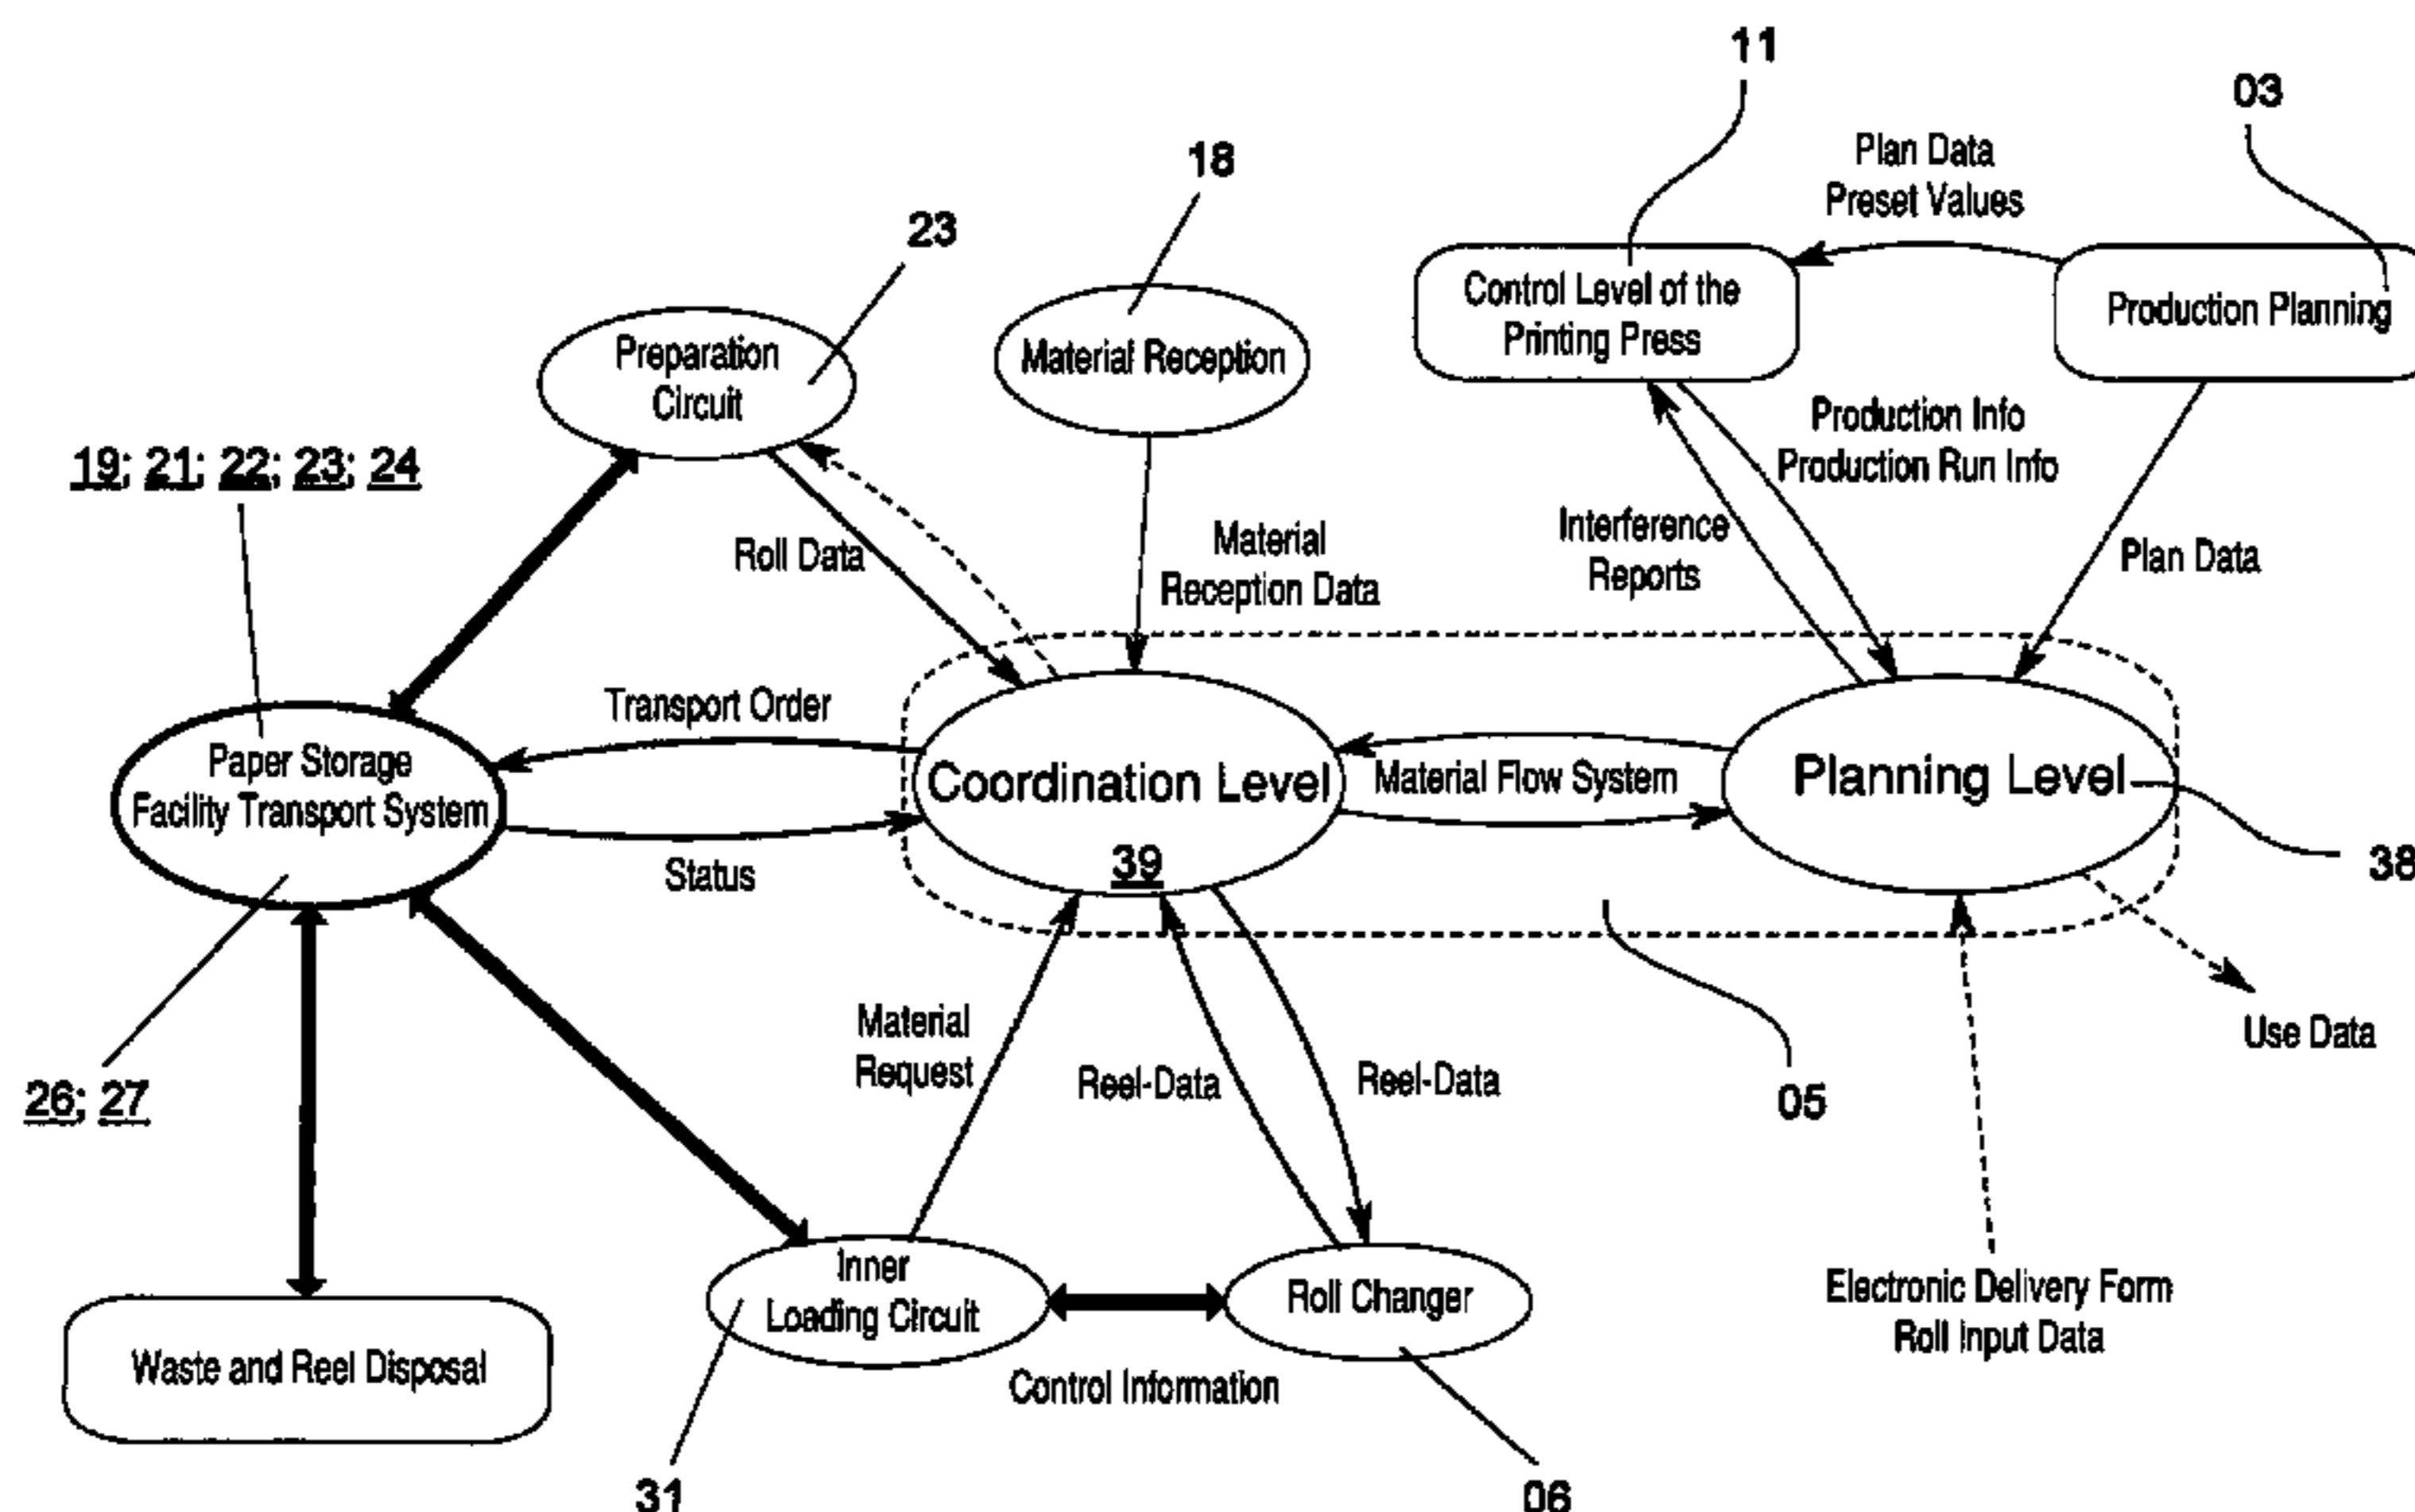 11
03
Plan Data
Preset Values
18
23
Control Level of the
Printing Press
Production Planning
Preparation
Circuit
Material Reception
Production Info
Production Run Info
19; 21; 22; 23; 24
Interference
Reports
Roll Data
Material
Reception Data
Plan Data
Transport Order
Paper Storage
Facility Transport System
Coordination Level
Material Flow System
Planning Level
39
38
Status
Material
Request
Reel-Data
Reel-Data
Use Data
26; 27
05
Inner
Loading Circuit
Roll Changer
Electronic Delivery Form
Roll Input Data
Waste and Reel Disposal
Control Information
31
06